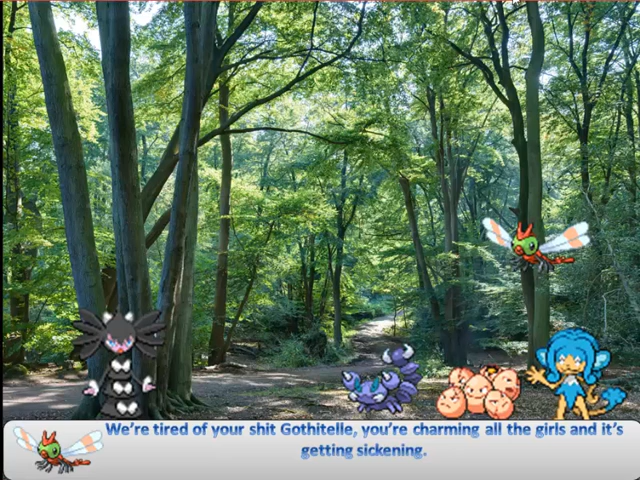 We're tired of your shit Gothitelle, you're charming all the girls and it's
getting sickening.